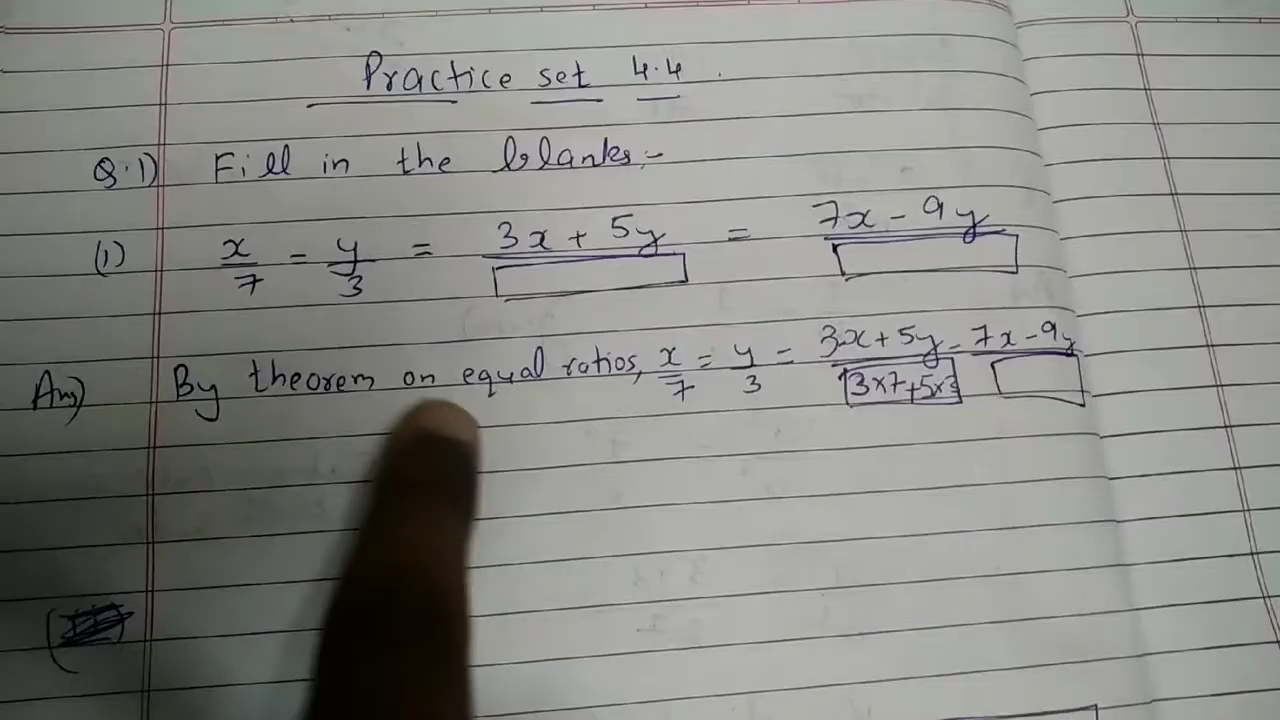 Practice set 4.4.
Q.1) Fill in the blanks:-
(1) x/7 = y/3 = 3x + 5y/□ = 7x - 9y/□
Ans) By theorem on equal ratios, x/7 = y/3 = 3x + 5y/3x7+5x3 = 7x - 9y/□